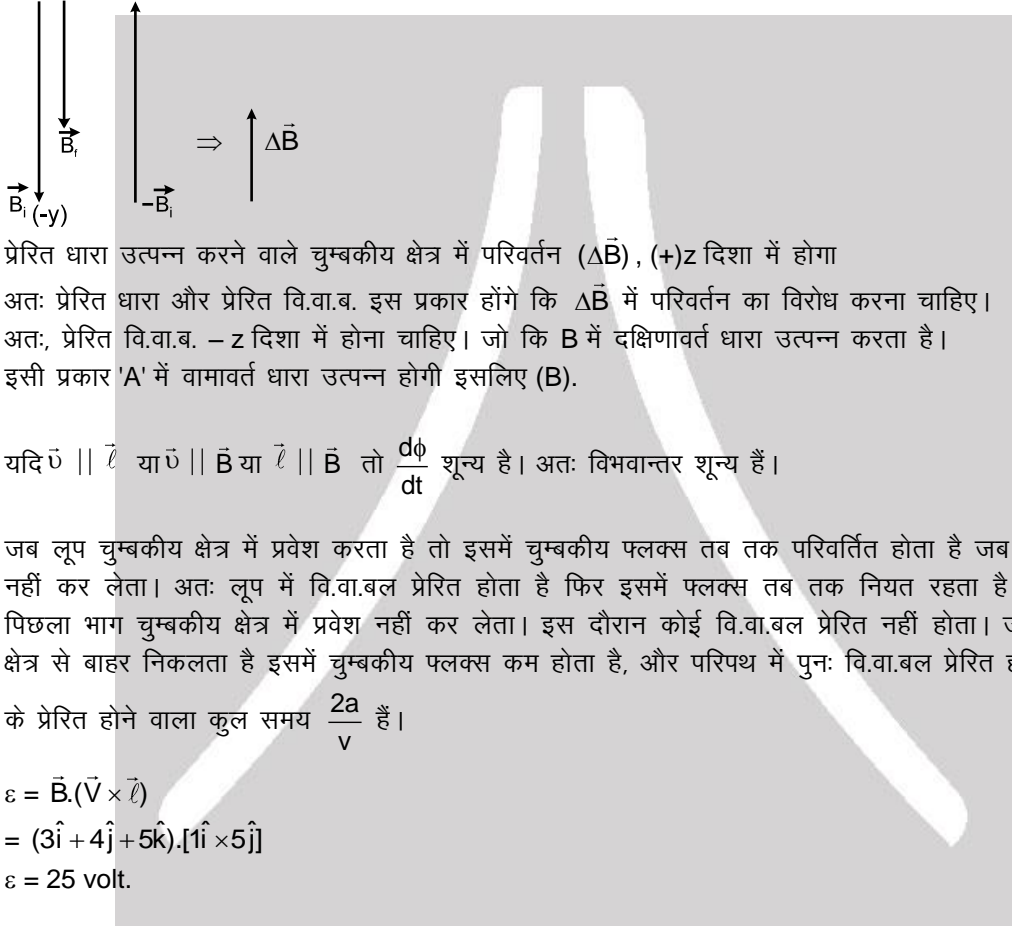 B⃗f
⇒ ΔB⃗
B⃗i (-y) –B⃗i
प्रेरित धारा उत्पन्न करने वाले चुम्बकीय क्षेत्र में परिवर्तन (ΔB⃗) , (+)z दिशा में होगा
अतः प्रेरित धारा और प्रेरित वि.वा.ब. इस प्रकार होंगे कि ΔB⃗ में परिवर्तन का विरोध करना चाहिए।
अतः, प्रेरित वि.वा.ब. – z दिशा में होना चाहिए। जो कि B में दक्षिणावर्त धारा उत्पन्न करता है।
इसी प्रकार 'A' में वामावर्त धारा उत्पन्न होगी इसलिए (B).
यदि υ⃗ || ℓ⃗ या υ⃗ || B⃗ या ℓ⃗ || B⃗ तो dϕ/dt शून्य है। अतः विभवान्तर शून्य हैं।
जब लूप चुम्बकीय क्षेत्र में प्रवेश करता है तो इसमें चुम्बकीय फ्लक्स तब तक परिवर्तित होता है जब
नहीं कर लेता। अतः लूप में वि.वा.बल प्रेरित होता है फिर इसमें फ्लक्स तब तक नियत रहता है
पिछला भाग चुम्बकीय क्षेत्र में प्रवेश नहीं कर लेता। इस दौरान कोई वि.वा.बल प्रेरित नहीं होता।
क्षेत्र से बाहर निकलता है इसमें चुम्बकीय फ्लक्स कम होता है, और परिपथ में पुनः वि.वा.बल प्रेरित
के प्रेरित होने वाला कुल समय 2a/v हैं।
ε = B⃗.(V⃗ × ℓ⃗)
= (3î + 4ĵ + 5k̂).[1î × 5ĵ]
ε = 25 volt.